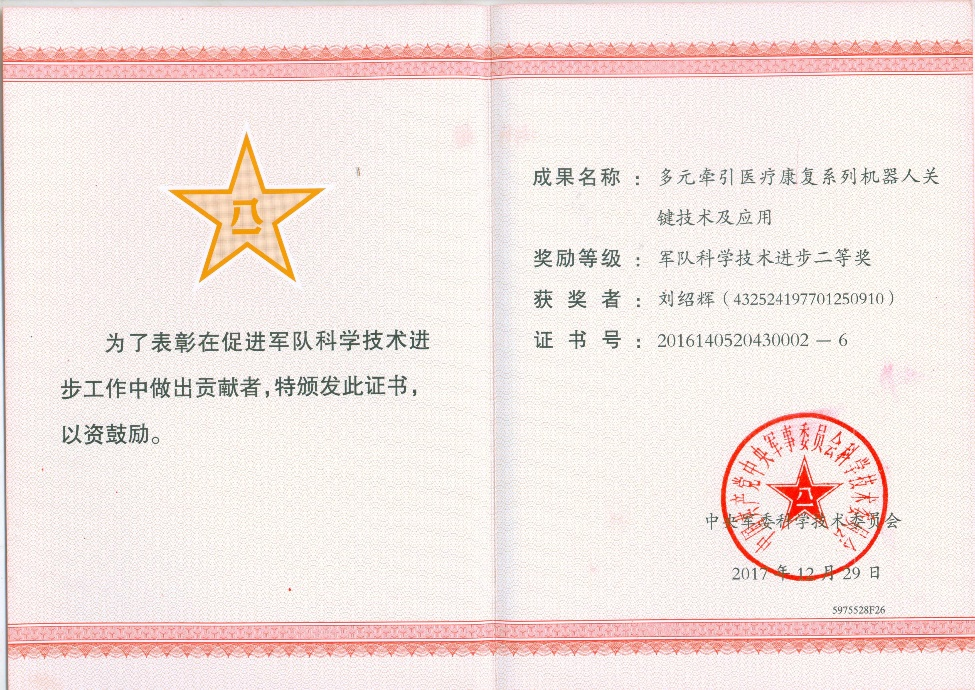 八一
为了表彰在促进军队科学技术进
步工作中做出贡献者，特颁发此证书，
以资鼓励。
成果名称：多元牵引医疗康复系列机器人关
键技术及应用
奖励等级：军队科学技术进步二等奖
获奖者：刘绍辉（432524197701250910）
证书号：2016140520430002 — 6
中国共产党中央军事委员会科学技术委员会
八一
中央军委科学技术委员会
2017 年 12 月 29 日
5975528F26